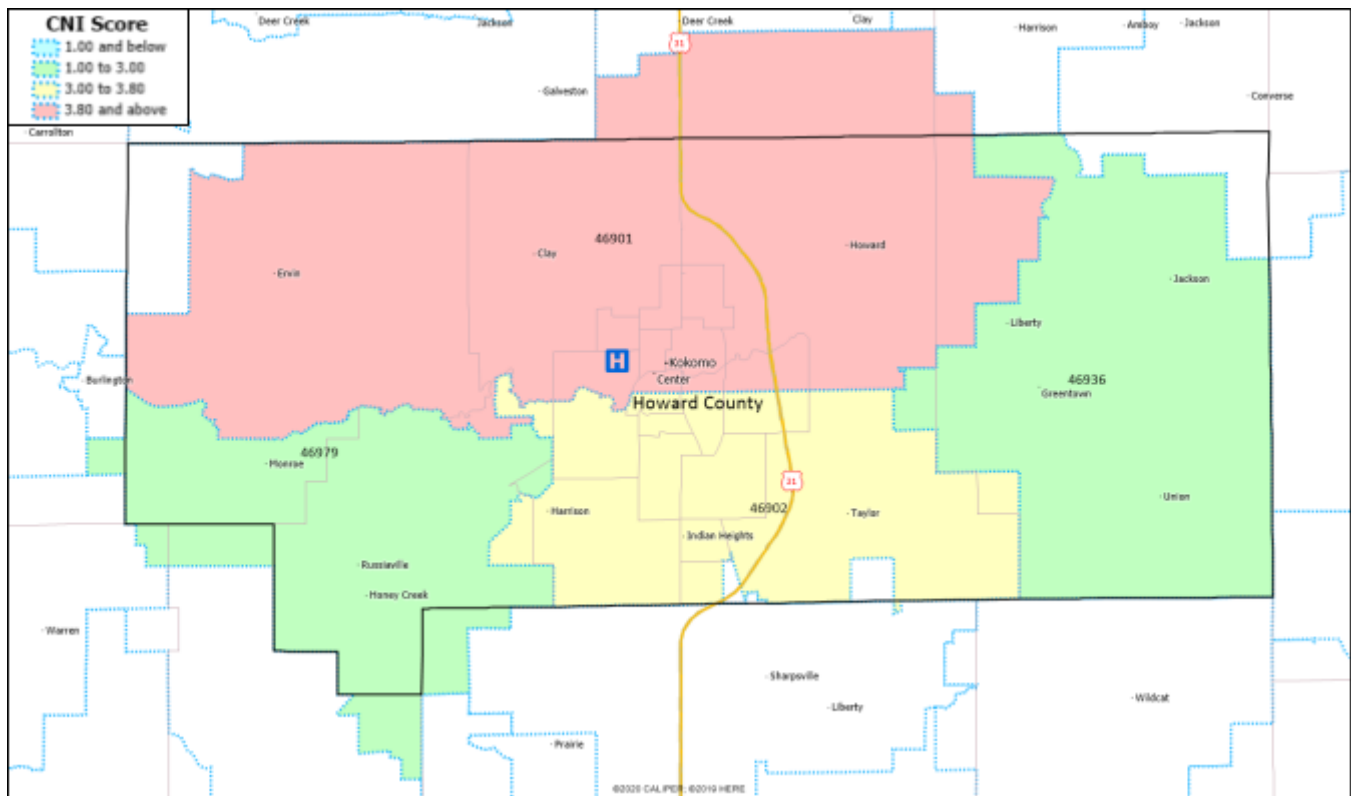 CNI Score
1.00 and below
1.00 to 3.00
3.00 to 3.80
3.80 and above
Deer Creek
Jackson
Deer Creek
Clay
Harrison
Amboy
Jackson
31
Galveston
Converse
Carrollton
46901
Clay
Howard
Ervin
Jackson
Liberty
H
Kokomo
Center
Burlington
46936
Greentown
Howard County
46979
Monroe
31
Union
Harrison
46902
Taylor
Indian Heights
Russiaville
Honey Creek
Warren
Sharpsville
Wildcat
Liberty
Prairie
©2020 CALIPER; ©2019 HERE